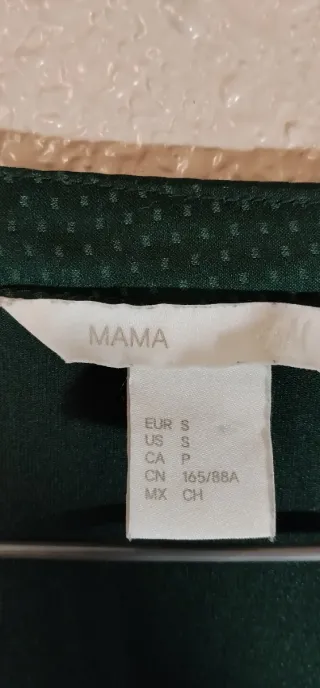 MAMA
EUR S
US S
CA P
CN 165/88A
MX CH